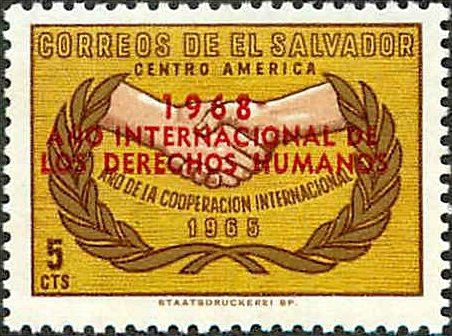 CORREOS DE EL SALVADOR
CENTRO AMERICA
1968
AÑO INTERNACIONAL DE
LOS DERECHOS HUMANOS
AÑO DE LA COOPERACION INTERNACIONAL
1965
5
CTS
STAATSDRUCKEREI BP.